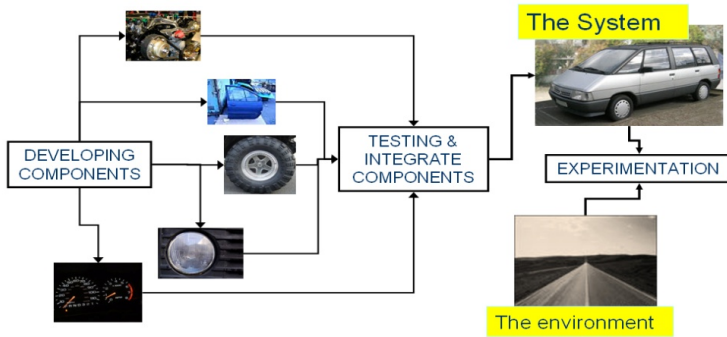 The System
DEVELOPING
COMPONENTS
TESTING &
INTEGRATE
COMPONENTS
EXPERIMENTATION
The environment